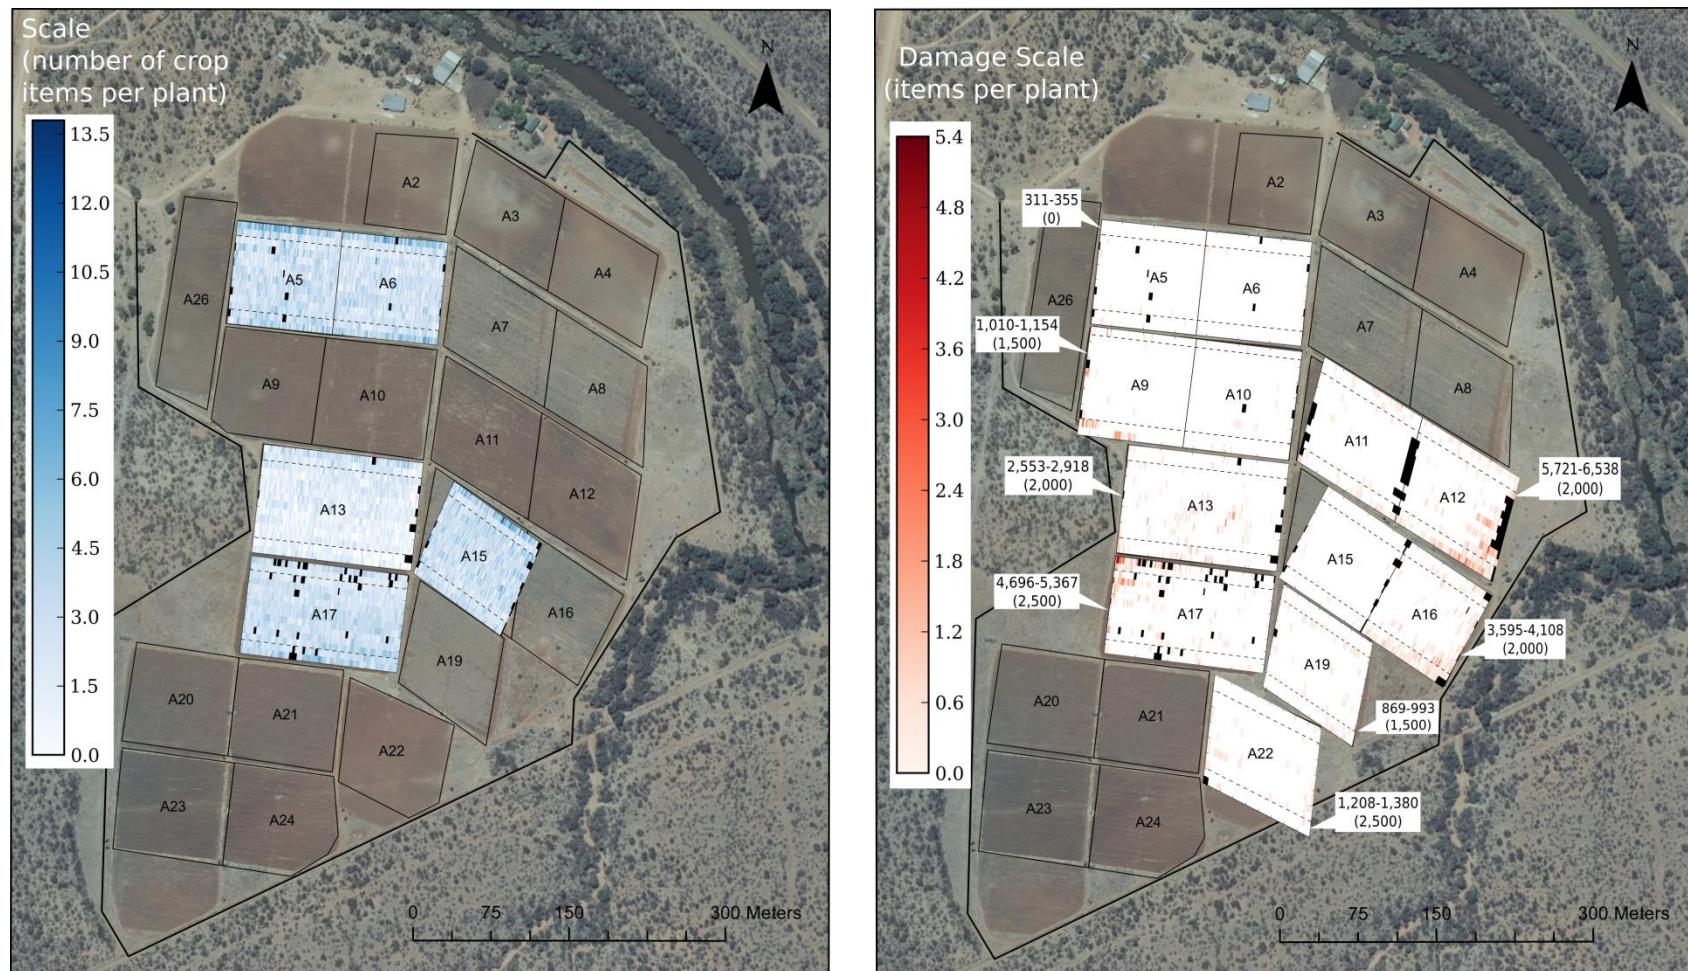 Scale
(number of crop
items per plant)
13.5
12.0
10.5
9.0
7.5
6.0
4.5
3.0
1.5
0.0
N
A2
A3
A4
A5
A6
A26
A7
A8
A9
A10
A11
A12
A13
A15
A16
A17
A19
A20
A21
A22
A23
A24
0 75 150 300 Meters
Damage Scale
(items per plant)
5.4
4.8
4.2
3.6
3.0
2.4
1.8
1.2
0.6
0.0
N
311-355
(0)
1,010-1,154
(1,500)
2,553-2,918
(2,000)
4,696-5,367
(2,500)
5,721-6,538
(2,000)
3,595-4,108
(2,000)
869-993
(1,500)
1,208-1,380
(2,500)
A2
A3
A4
A5
A6
A26
A7
A8
A9
A10
A11
A12
A13
A15
A16
A17
A19
A20
A21
A22
A23
A24
0 75 150 300 Meters